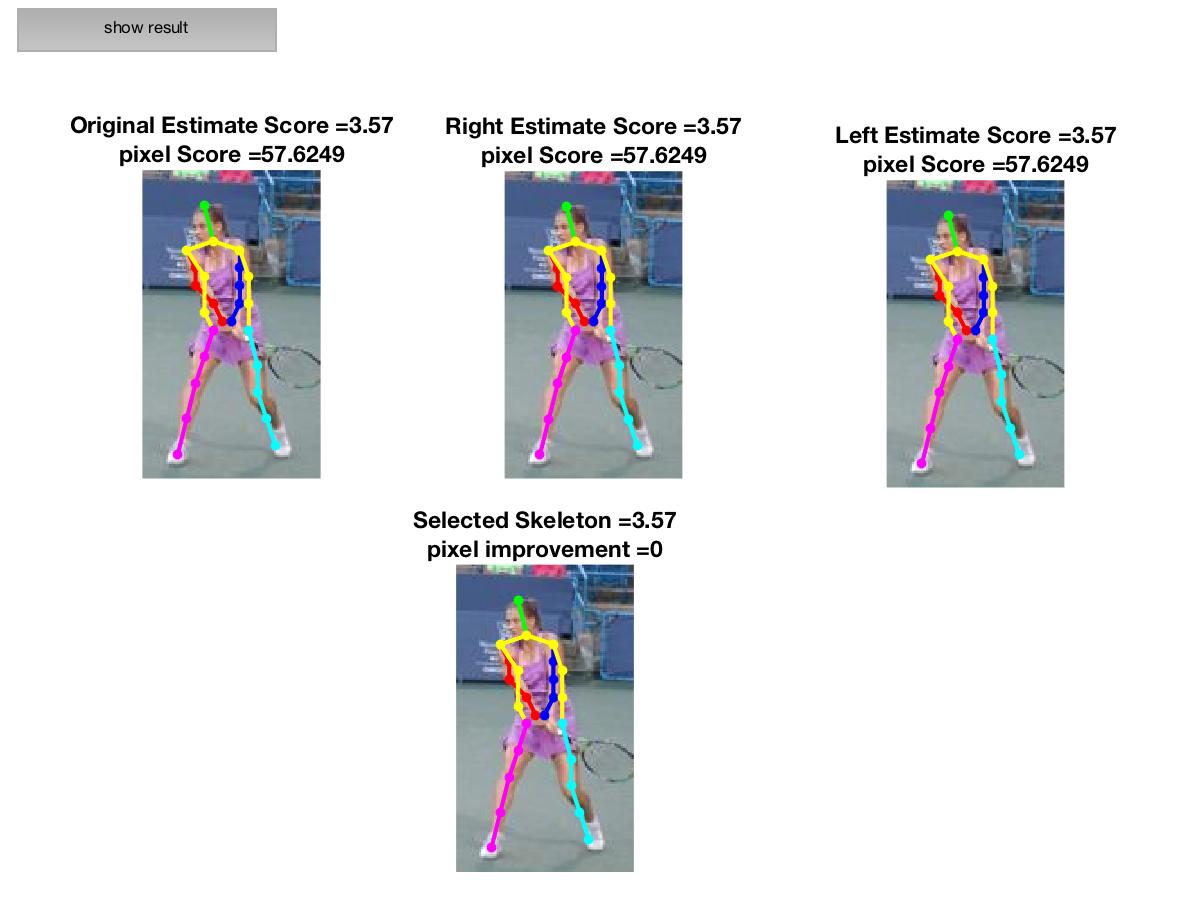 show result
Original Estimate Score =3.57
pixel Score =57.6249
Right Estimate Score =3.57
pixel Score =57.6249
Left Estimate Score =3.57
pixel Score =57.6249
Selected Skeleton =3.57
pixel improvement =0